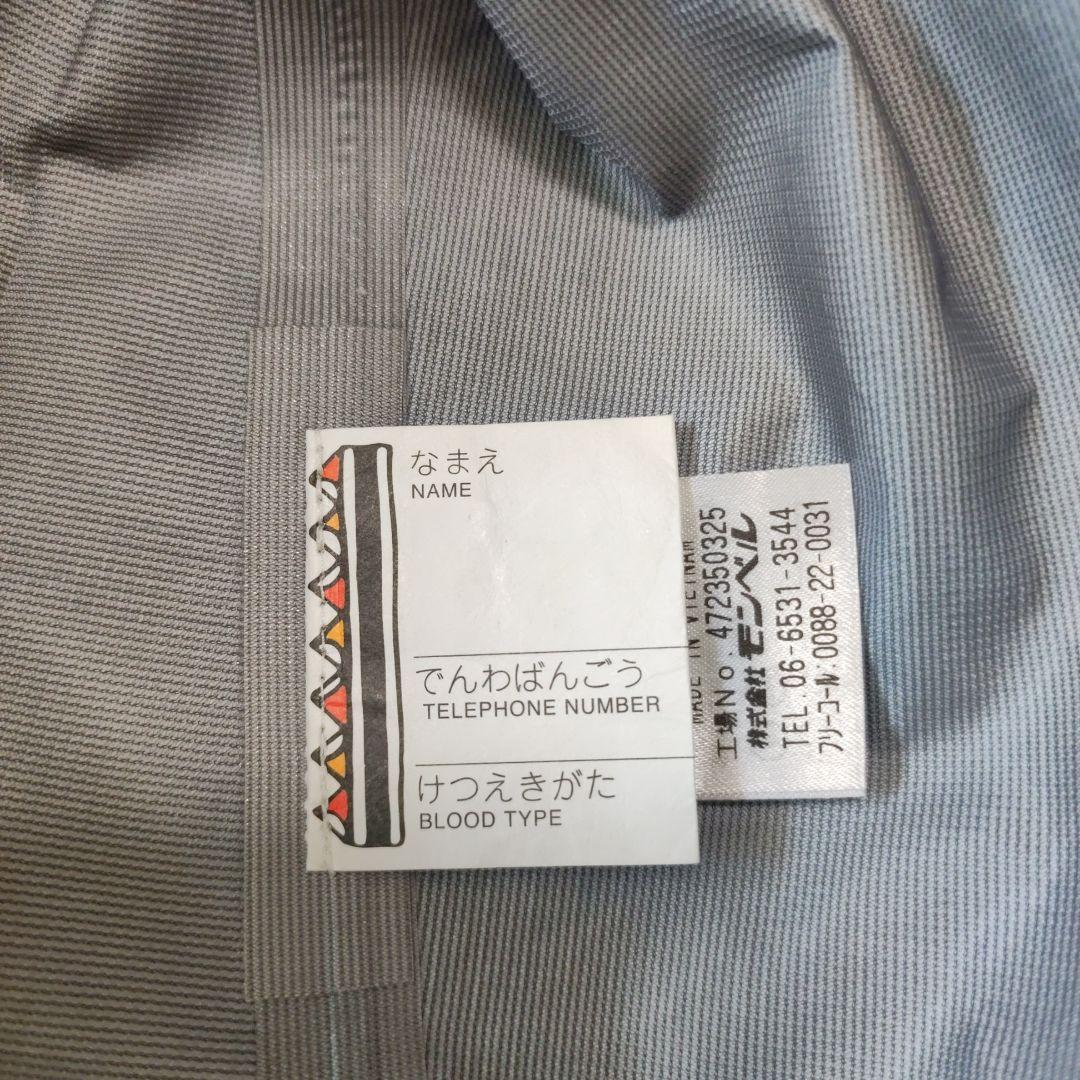 なまえ
NAME
でんわばんごう
TELEPHONE NUMBER
けつえきがた
BLOOD TYPE
MADE IN VIETNAM
工場No.472350325
株式会社モンベル
TEL.06-6531-3544
フリーコール.0088-22-0031